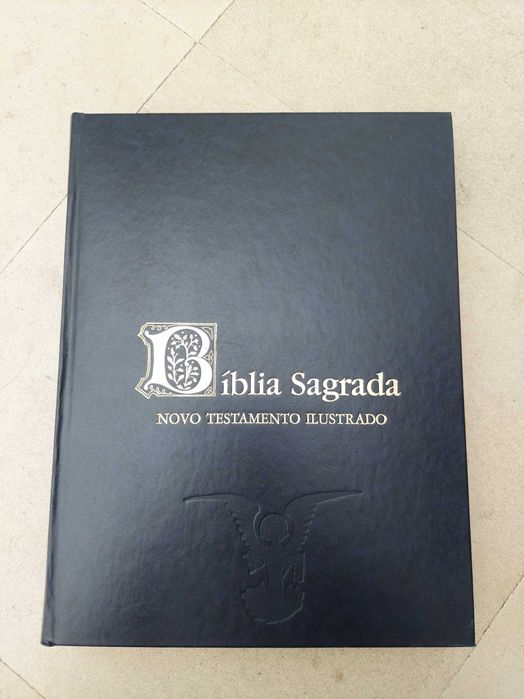 Bíblia Sagrada
NOVO TESTAMENTO ILUSTRADO